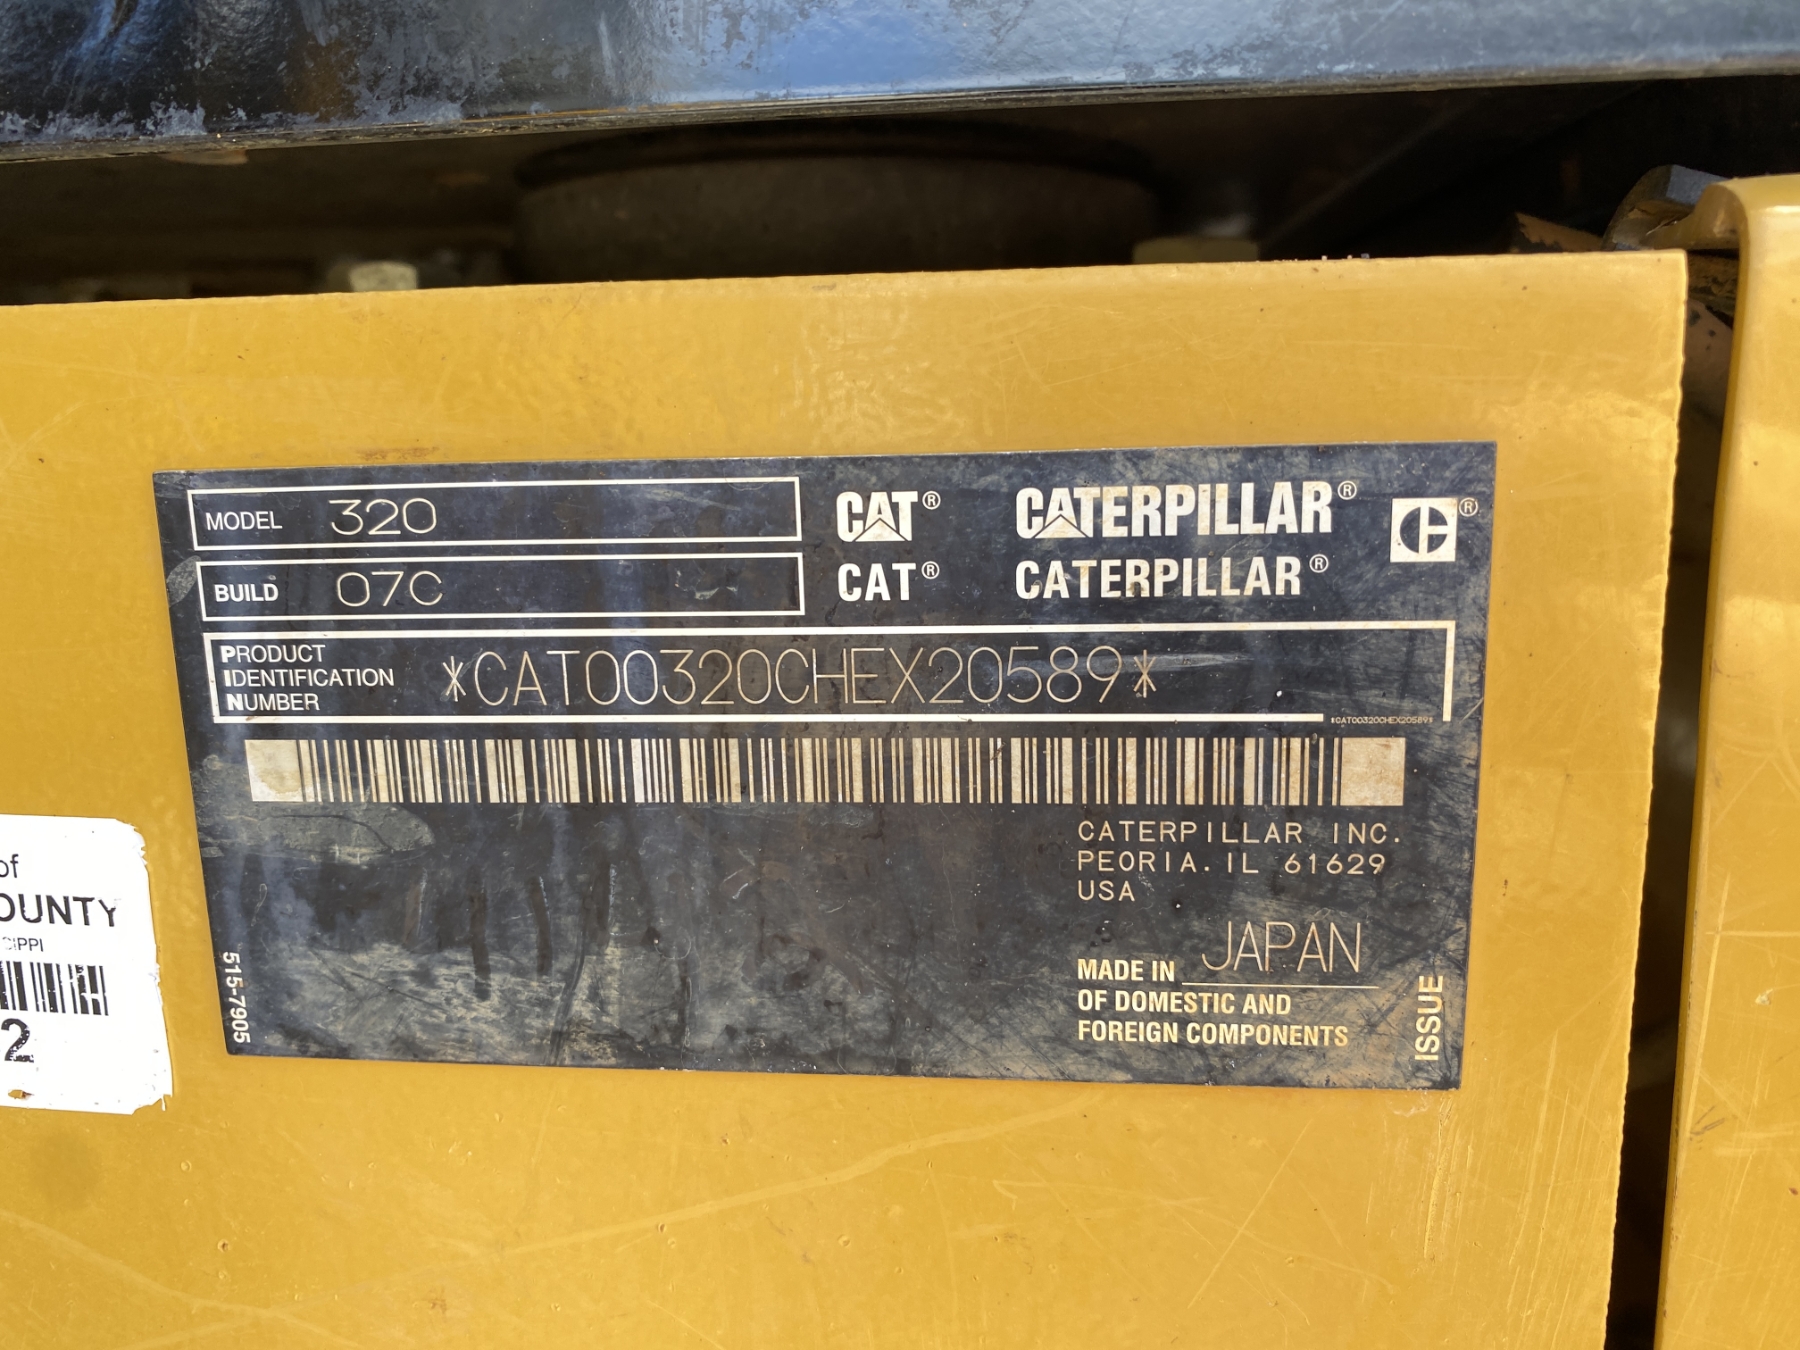 MODEL 320
BUILD 07C
CAT® CATERPILLAR® ®
CAT® CATERPILLAR®
PRODUCT
IDENTIFICATION
NUMBER
*CAT00320CHEX20589*
*CAT00320CHEX20589*
CATERPILLAR INC.
PEORIA. IL 61629
USA
MADE IN JAPAN
OF DOMESTIC AND
FOREIGN COMPONENTS
ISSUE
515-7905
of
OUNTY
SIPPI
2